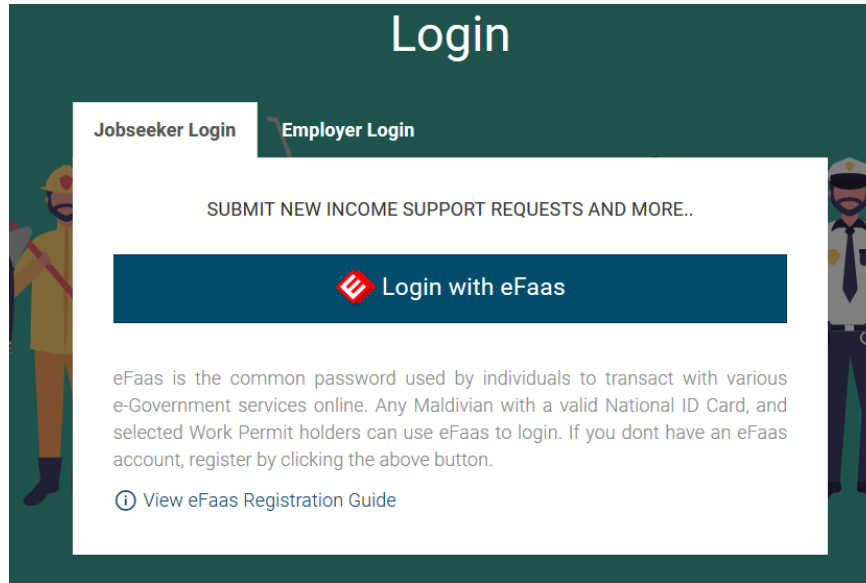 Login
Jobseeker Login
Employer Login
SUBMIT NEW INCOME SUPPORT REQUESTS AND MORE..
Login with eFaas
eFaas is the common password used by individuals to transact with various
e-Government services online. Any Maldivian with a valid National ID Card, and
selected Work Permit holders can use eFaas to login. If you dont have an eFaas
account, register by clicking the above button.
View eFaas Registration Guide